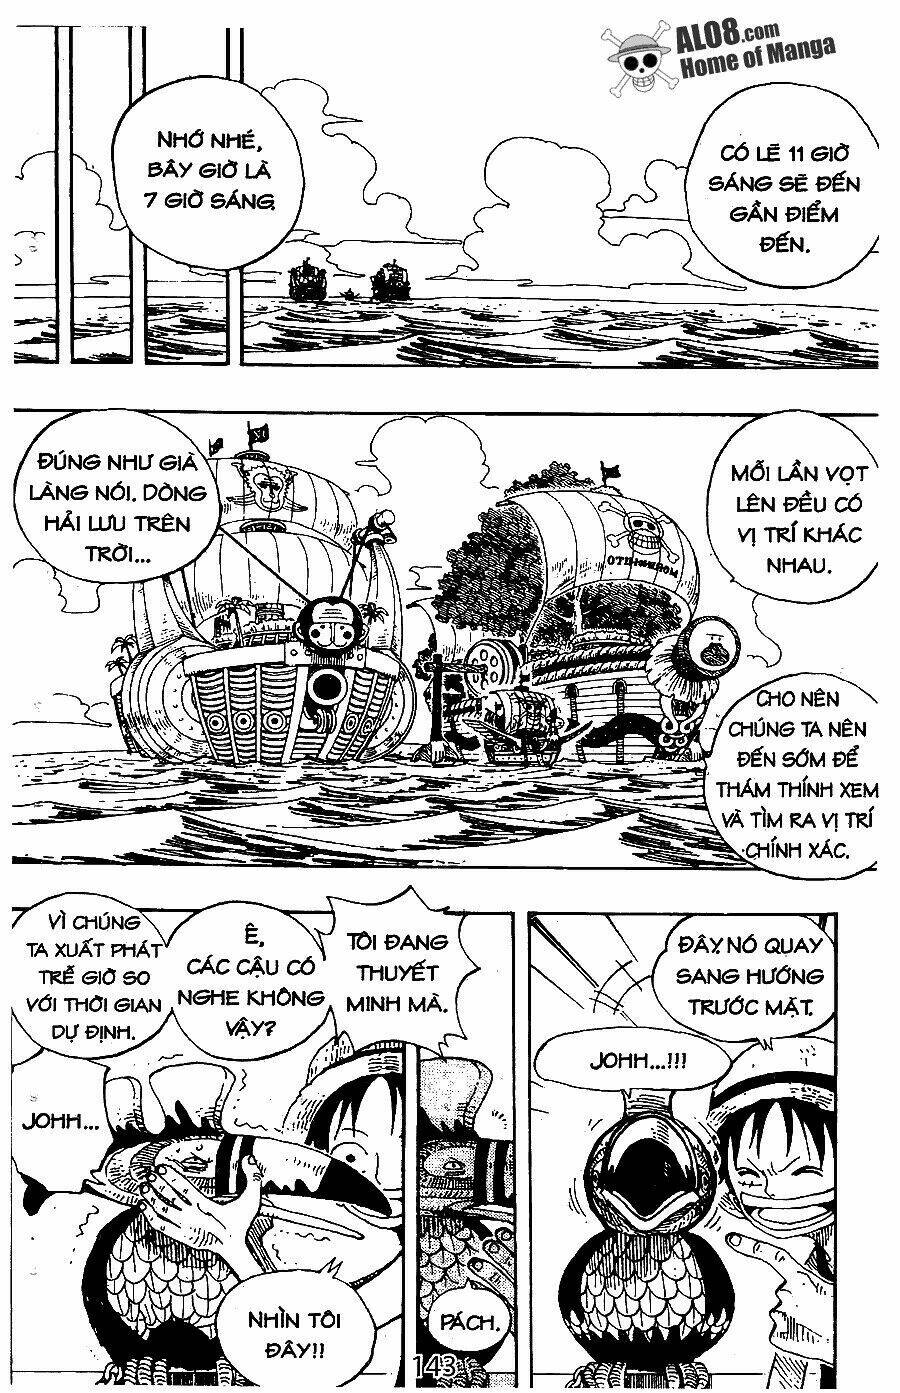 AL08.com
Home of Manga
CÓ LẼ 11 GIỜ
SÁNG SẼ ĐẾN
GẦN ĐIỂM
ĐẾN.
NHỚ NHÉ,
BÂY GIỜ LÀ
7 GIỜ SÁNG.
MỖI LẦN VỌT
LÊN ĐỀU CÓ
VỊ TRÍ KHÁC
NHAU.
ĐÚNG NHƯ GIÀ
LÀNG NÓI. DÒNG
HẢI LƯU TRÊN
TRỜI...
CHO NÊN
CHÚNG TA NÊN
ĐẾN SỚM ĐỂ
THÁM THÍNH XEM
VÀ TÌM RA VỊ TRÍ
CHÍNH XÁC.
ĐÂY. NÓ QUAY
SANG HƯỚNG
TRƯỚC MẶT.
JOHH...!!!
TÔI ĐANG
THUYẾT
MINH MÀ.
Ê,
CÁC CẬU CÓ
NGHE KHÔNG
VẬY?
VÌ CHÚNG
TA XUẤT PHÁT
TRỄ GIỜ SO
VỚI THỜI GIAN
DỰ ĐỊNH.
PÁCH.
JOHH...
NHÌN TÔI
ĐÂY!!
143